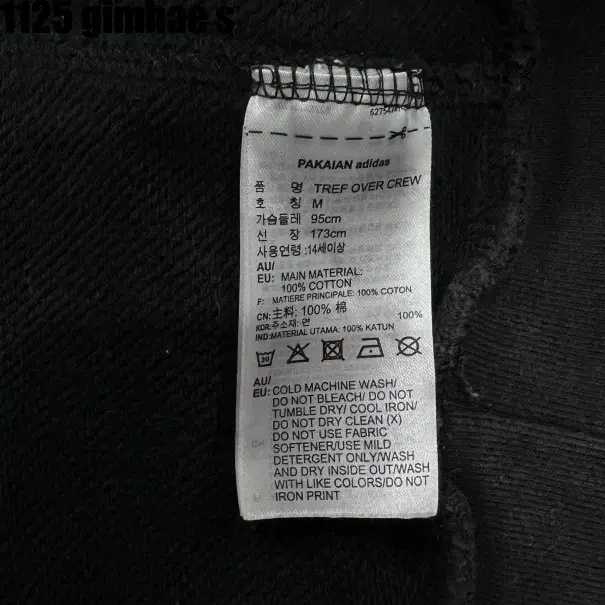 1125 gimhae s
PAKAIAN adidas
품 명 TREF OVER CREW
호 칭 M
가슴둘레 95cm
신 장 173cm
사용연령:14세이상
AU/
EU: MAIN MATERIAL:
100% COTTON
F: MATIERE PRINCIPALE: 100% COTON
CN:主料; 100% 棉
KOR:주소재: 면 100%
IND:MATERIAL UTAMA: 100% KATUN
30
AU/
EU: COLD MACHINE WASH/
DO NOT BLEACH/ DO NOT
TUMBLE DRY/ COOL IRON/
DO NOT DRY CLEAN (X)
DO NOT USE FABRIC
SOFTENER/USE MILD
DETERGENT ONLY/WASH
AND DRY INSIDE OUT/WASH
WITH LIKE COLORS/DO NOT
IRON PRINT